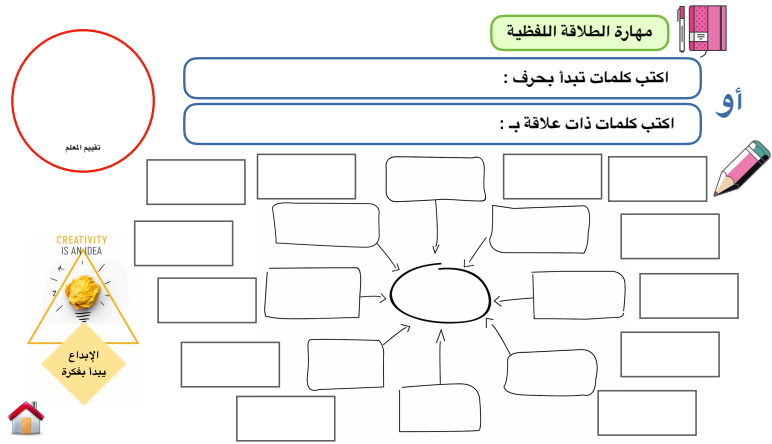 مهارة الطلاقة اللفظية
اكتب كلمات تبدأ بحرف :
أو
اكتب كلمات ذات علاقة بـ :
تقييم المعلم
CREATIVITY
IS AN IDEA
الإبداع
يبدأ بفكرة